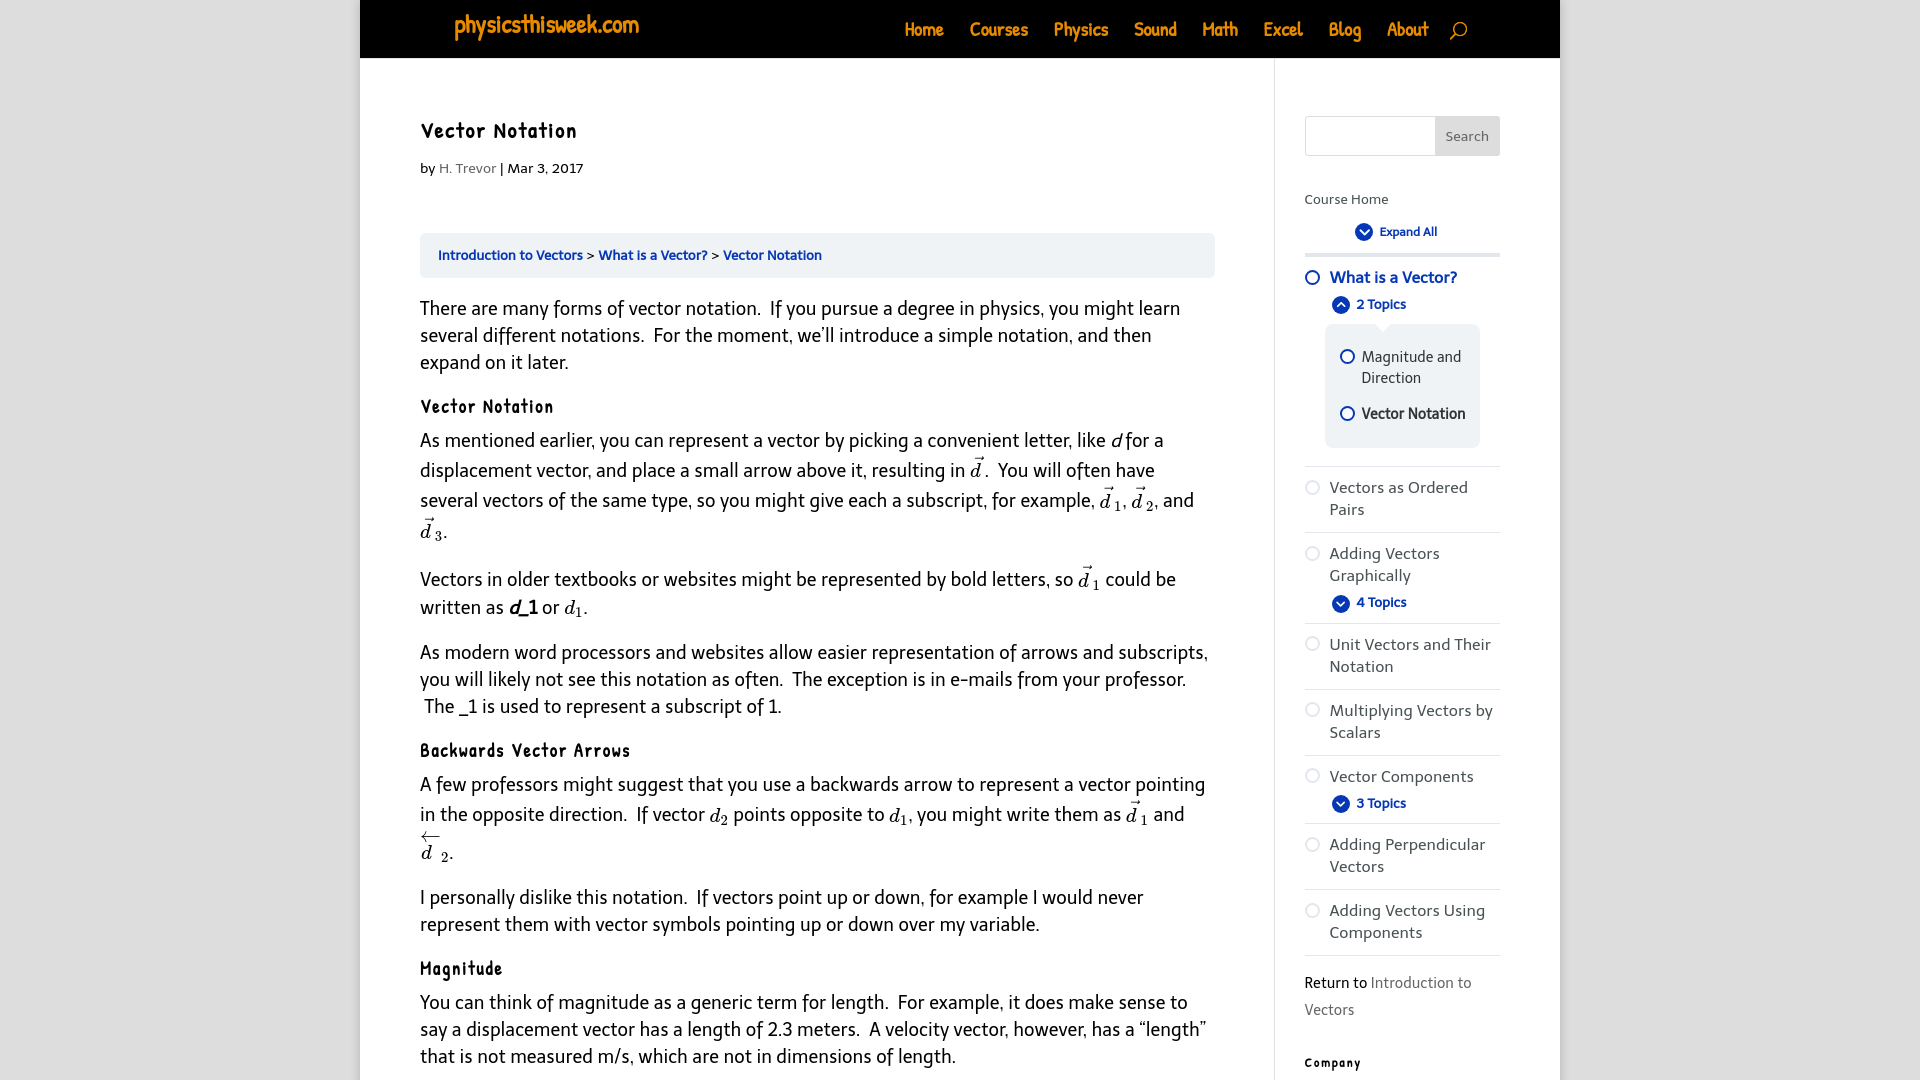 physicsthisweek.com
Home Courses Physics Sound Math Excel Blog About
Vector Notation
by H. Trevor | Mar 3, 2017
Introduction to Vectors > What is a Vector? > Vector Notation
There are many forms of vector notation.  If you pursue a degree in physics, you might learn
several different notations.  For the moment, we’ll introduce a simple notation, and then
expand on it later.
Vector Notation
As mentioned earlier, you can represent a vector by picking a convenient letter, like d for a
displacement vector, and place a small arrow above it, resulting in d⃗.  You will often have
several vectors of the same type, so you might give each a subscript, for example, d⃗₁, d⃗₂, and
d⃗₃.
Vectors in older textbooks or websites might be represented by bold letters, so d⃗₁ could be
written as d_1 or d₁.
As modern word processors and websites allow easier representation of arrows and subscripts,
you will likely not see this notation as often.  The exception is in e-mails from your professor.
The _1 is used to represent a subscript of 1.
Backwards Vector Arrows
A few professors might suggest that you use a backwards arrow to represent a vector pointing
in the opposite direction.  If vector d₂ points opposite to d₁, you might write them as d⃗₁ and
d⃖₂.
I personally dislike this notation.  If vectors point up or down, for example I would never
represent them with vector symbols pointing up or down over my variable.
Magnitude
You can think of magnitude as a generic term for length.  For example, it does make sense to
say a displacement vector has a length of 2.3 meters.  A velocity vector, however, has a “length”
that is not measured m/s, which are not in dimensions of length.
Search
Course Home
Expand All
What is a Vector?
2 Topics
Magnitude and
Direction
Vector Notation
Vectors as Ordered
Pairs
Adding Vectors
Graphically
4 Topics
Unit Vectors and Their
Notation
Multiplying Vectors by
Scalars
Vector Components
3 Topics
Adding Perpendicular
Vectors
Adding Vectors Using
Components
Return to Introduction to
Vectors
Company